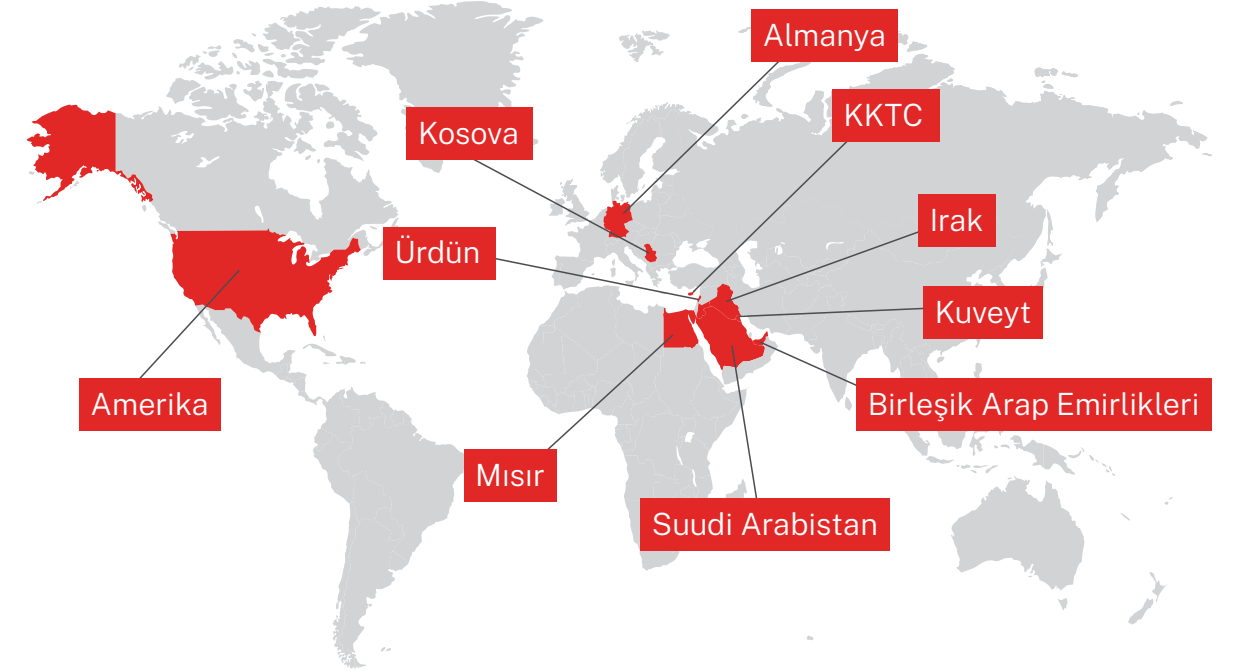 Almanya
KKTC
Kosova
Irak
Ürdün
Kuveyt
Amerika
Birleşik Arap Emirlikleri
Mısır
Suudi Arabistan